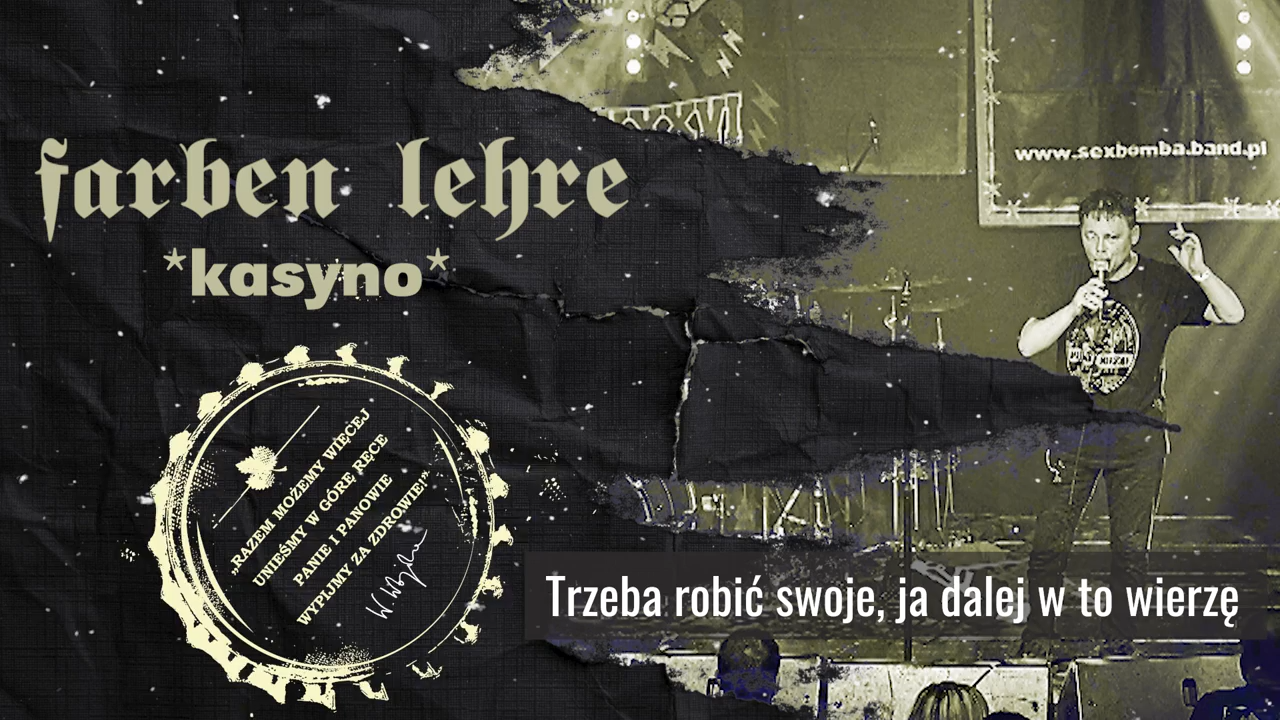 farben lehre
*kasyno*
www.sexbomba.band.pl
„RAZEM MOŻEMY WIĘCEJ
UNIEŚMY W GÓRĘ RĘCE
PANIE I PANOWIE
WYPIJMY ZA ZDROWIE!”
Trzeba robić swoje, ja dalej w to wierzę